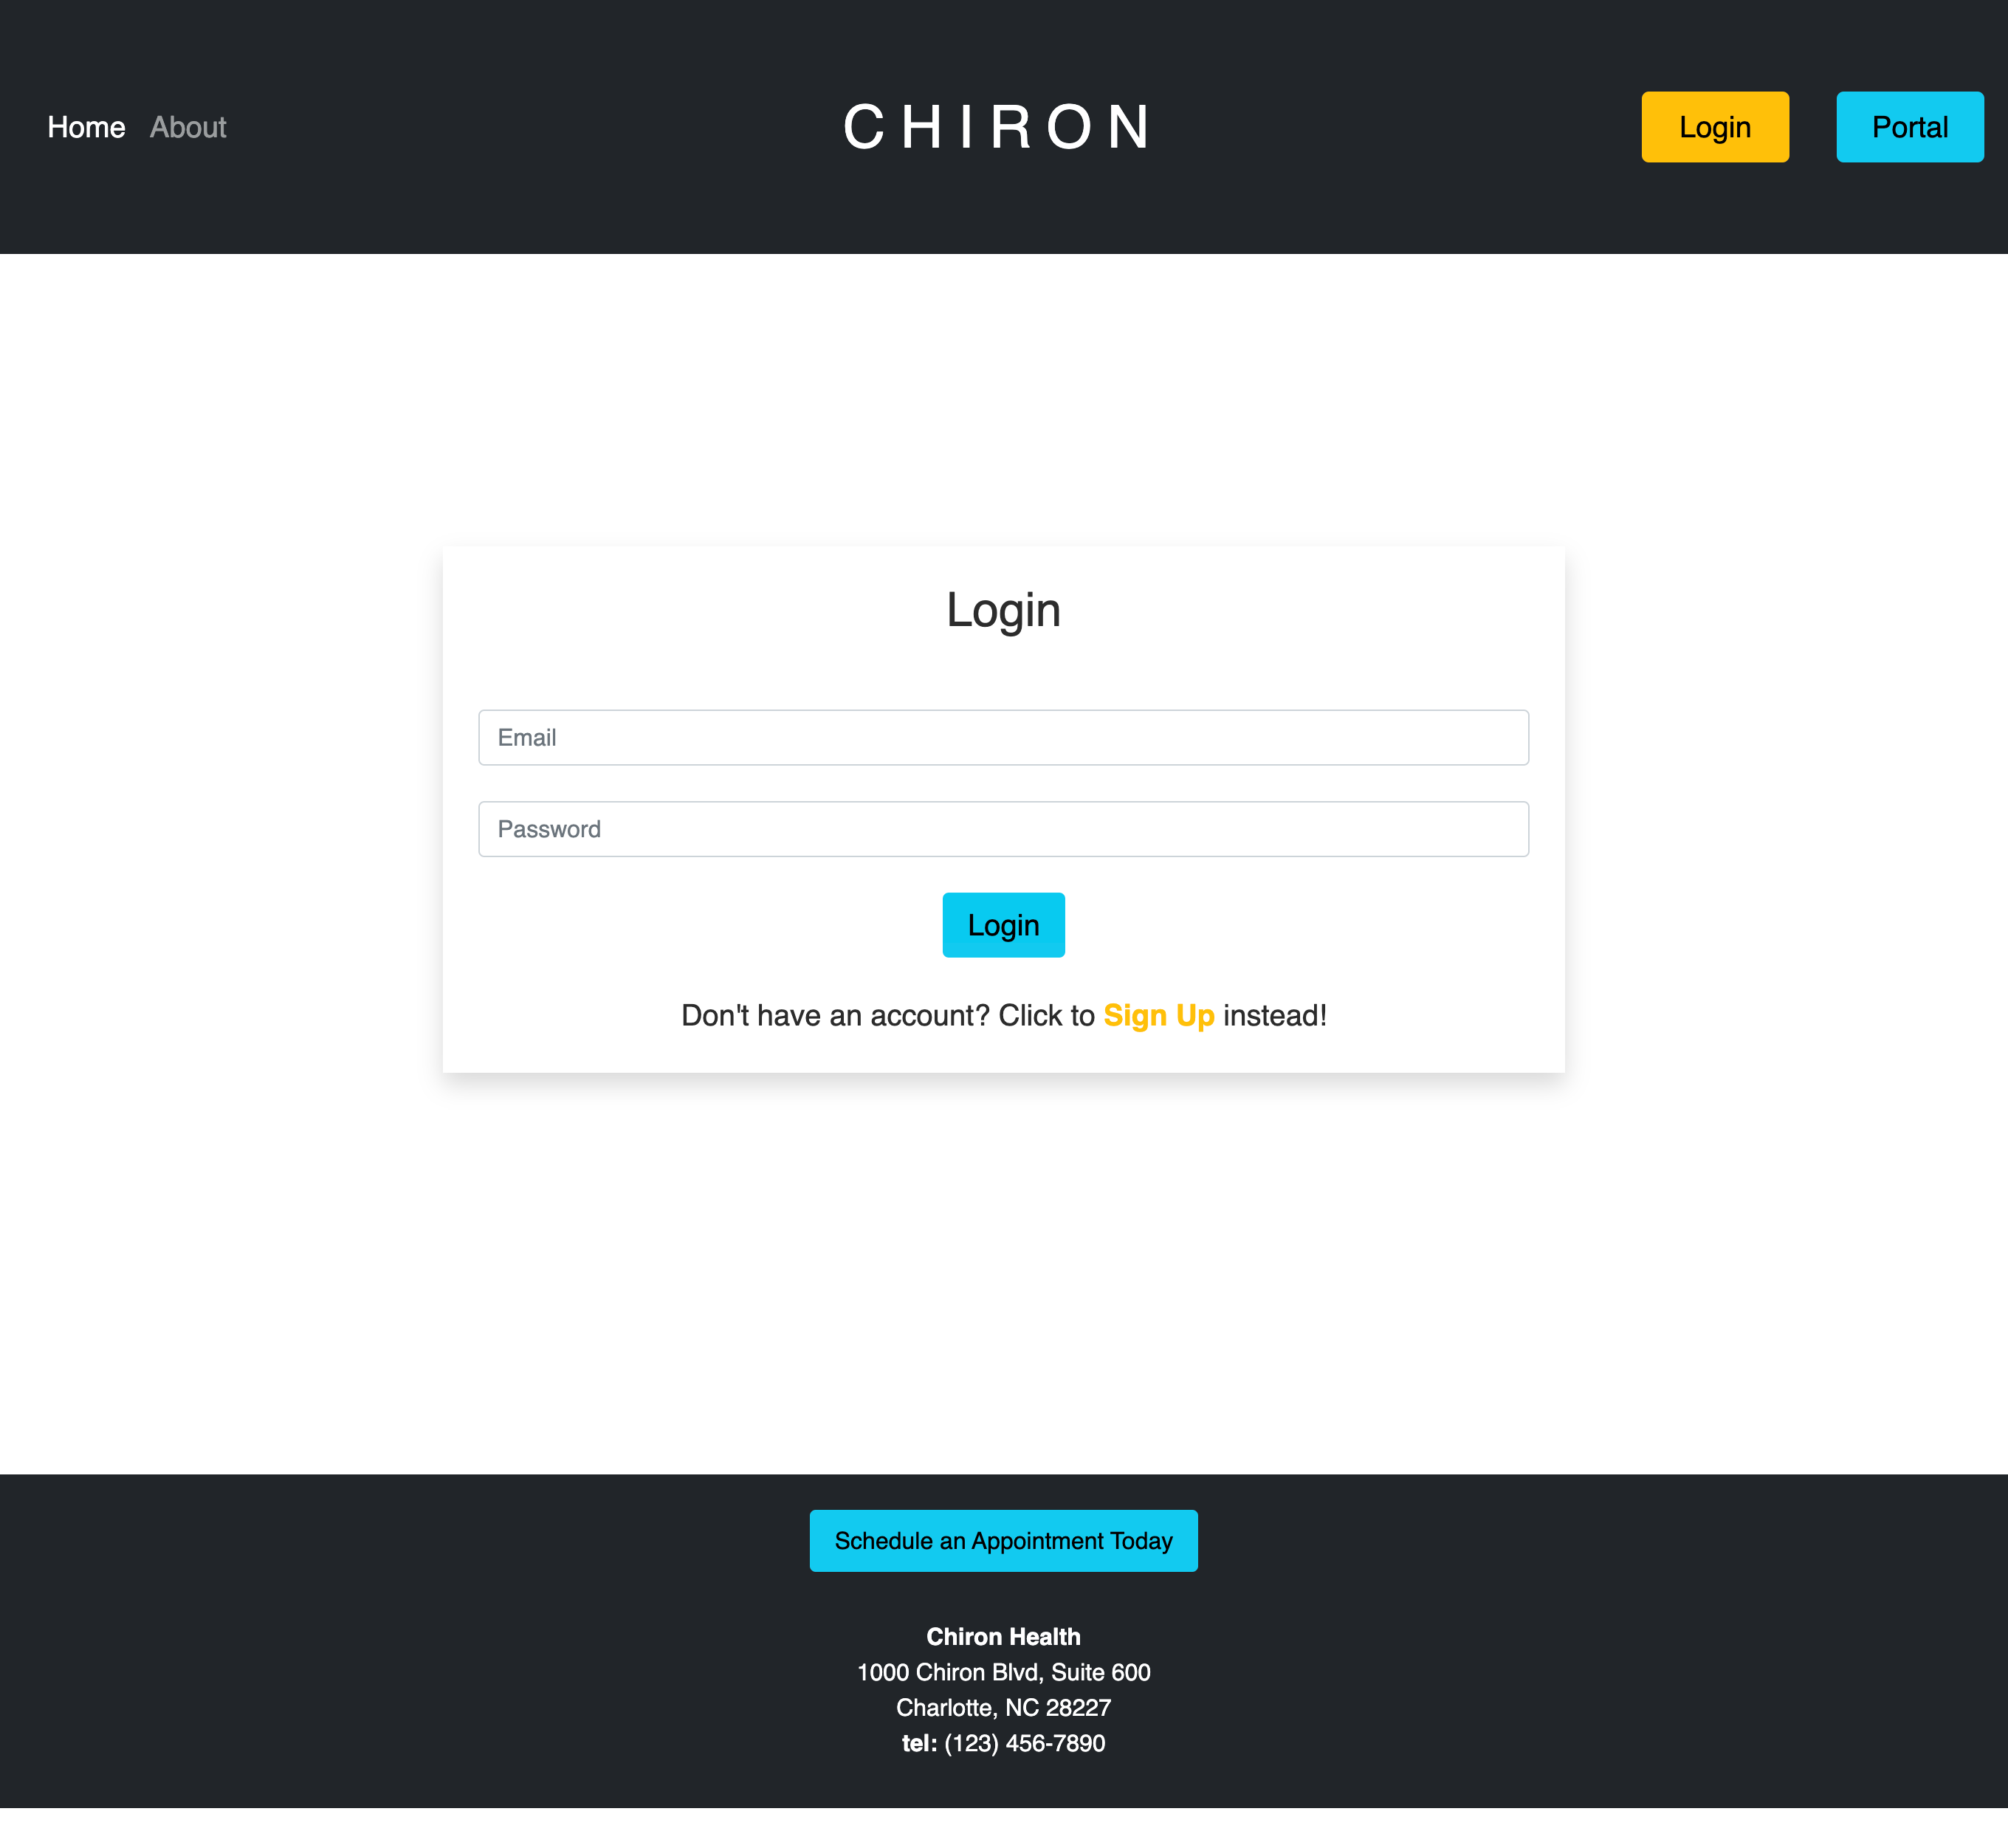 Home About CHIRON Login Portal
Login
Email
Password
Login
Don't have an account? Click to Sign Up instead!
Schedule an Appointment Today
Chiron Health
1000 Chiron Blvd, Suite 600
Charlotte, NC 28227
tel: (123) 456-7890